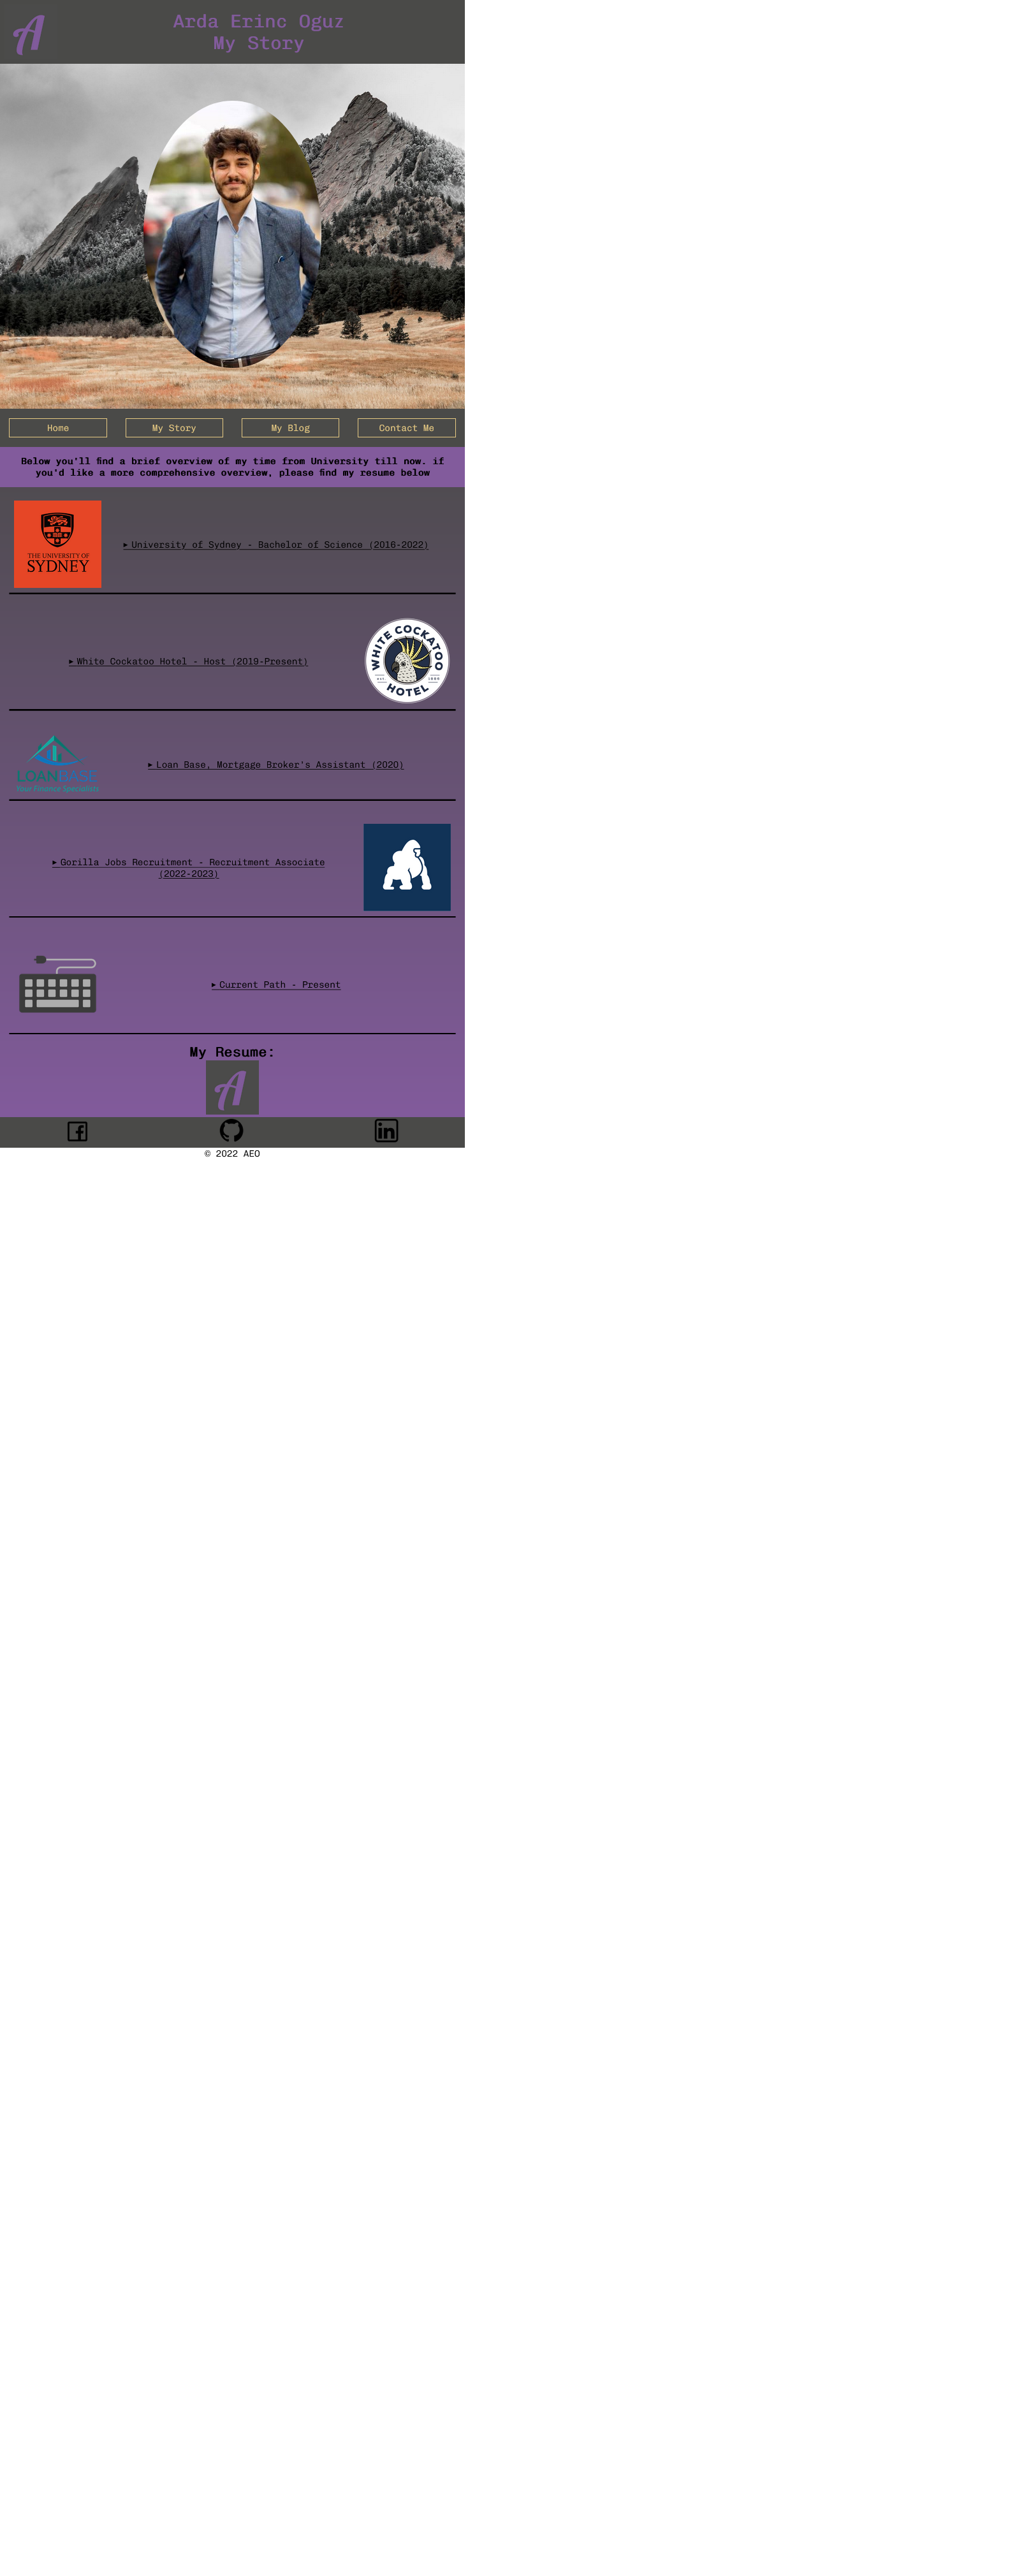 A
Arda Erinc Oguz
My Story
Home
My Story
My Blog
Contact Me
Below you'll find a brief overview of my time from University till now. if
you'd like a more comprehensive overview, please find my resume below
THE UNIVERSITY OF
SYDNEY
▸ University of Sydney - Bachelor of Science (2016-2022)
▸ White Cockatoo Hotel - Host (2019-Present)
WHITE COCKATOO
HOTEL
LOANBASE
Your Finance Specialists
▸ Loan Base, Mortgage Broker's Assistant (2020)
▸ Gorilla Jobs Recruitment - Recruitment Associate
(2022-2023)
▸ Current Path - Present
My Resume:
A
© 2022 AEO